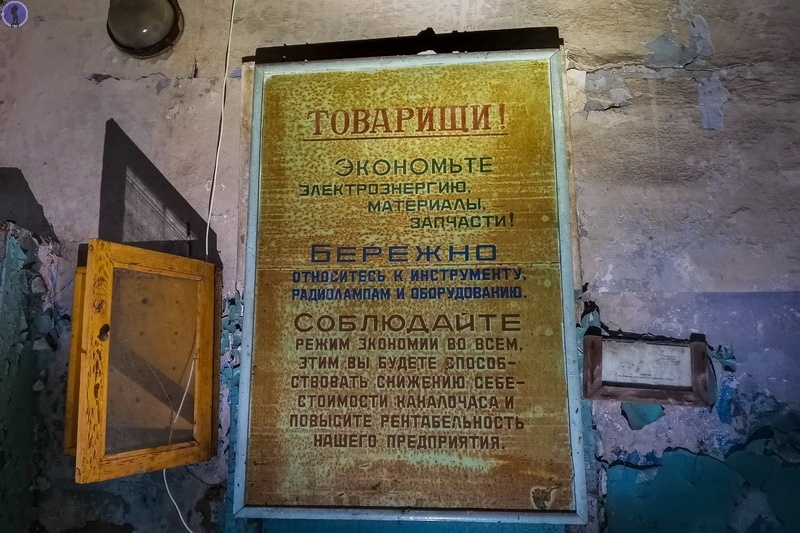 ТОВАРИЩИ!
ЭКОНОМЬТЕ
ЭЛЕКТРОЭНЕРГИЮ,
МАТЕРИАЛЫ,
ЗАПЧАСТИ!
БЕРЕЖНО
ОТНОСИТЕСЬ К ИНСТРУМЕНТУ,
РАДИОЛАМПАМ И ОБОРУДОВАНИЮ.
СОБЛЮДАЙТЕ
РЕЖИМ ЭКОНОМИИ ВО ВСЕМ,
ЭТИМ ВЫ БУДЕТЕ СПОСОБ-
СТВОВАТЬ СНИЖЕНИЮ СЕБЕ-
СТОИМОСТИ КАНАЛОЧАСА И
ПОВЫСИТЕ РЕНТАБЕЛЬНОСТЬ
НАШЕГО ПРЕДПРИЯТИЯ.